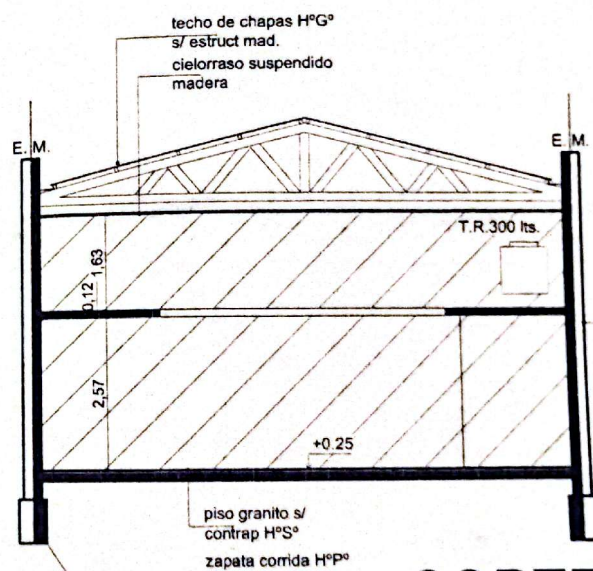 techo de chapas HºGº
s/ estruct mad.
cielorraso suspendido
madera
E. M.
E. M.
T.R.300 lts.
1,63
0,12
2,57
+0.25
piso granito s/
contrap HºSº
zapata corrida HºPº